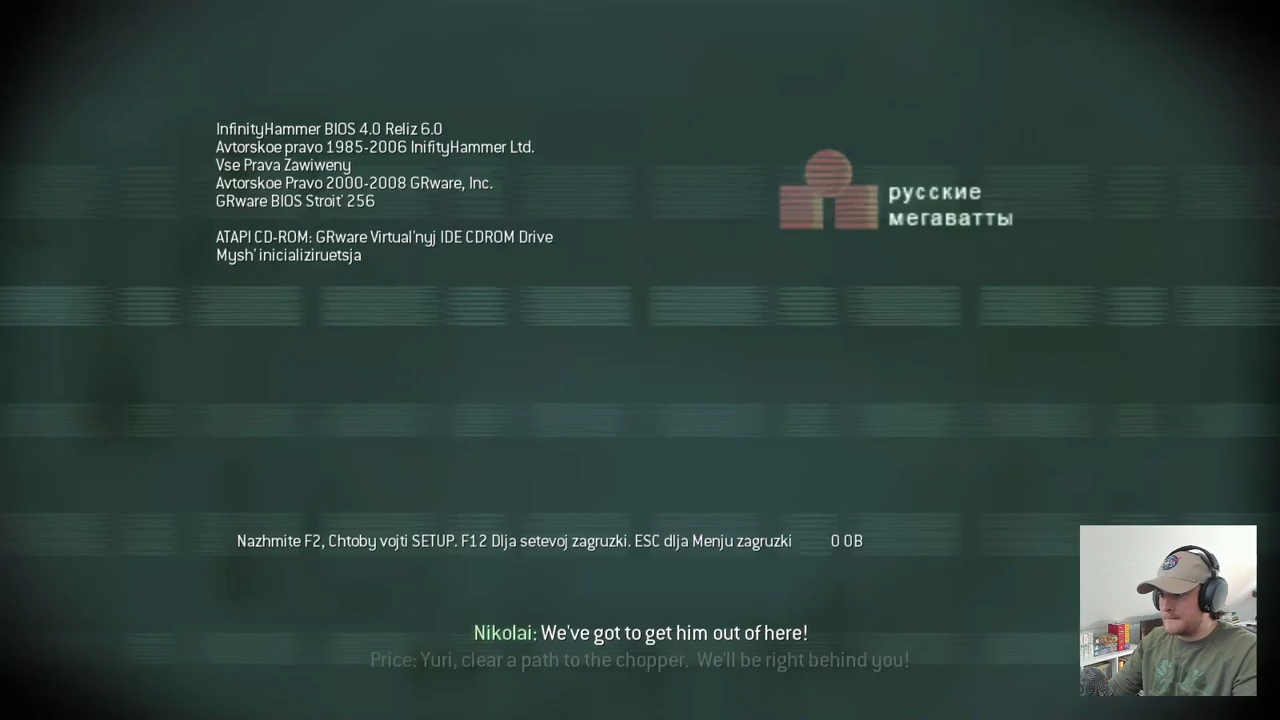 InfinityHammer BIOS 4.0 Reliz 6.0
Avtorskoe pravo 1985-2006 InifityHammer Ltd.
Vse Prava Zawiweny
Avtorskoe Pravo 2000-2008 GRware, Inc.
GRware BIOS Stroit' 256
ATAPI CD-ROM: GRware Virtual'nyj IDE CDROM Drive
Mysh' inicializiruetsja
русские
мегаватты
Nazhmite F2, Chtoby vojti SETUP. F12 Dlja setevoj zagruzki. ESC dlja Menju zagruzki 0 0B
Nikolai: We've got to get him out of here!
Price: Yuri, clear a path to the chopper. We'll be right behind you!